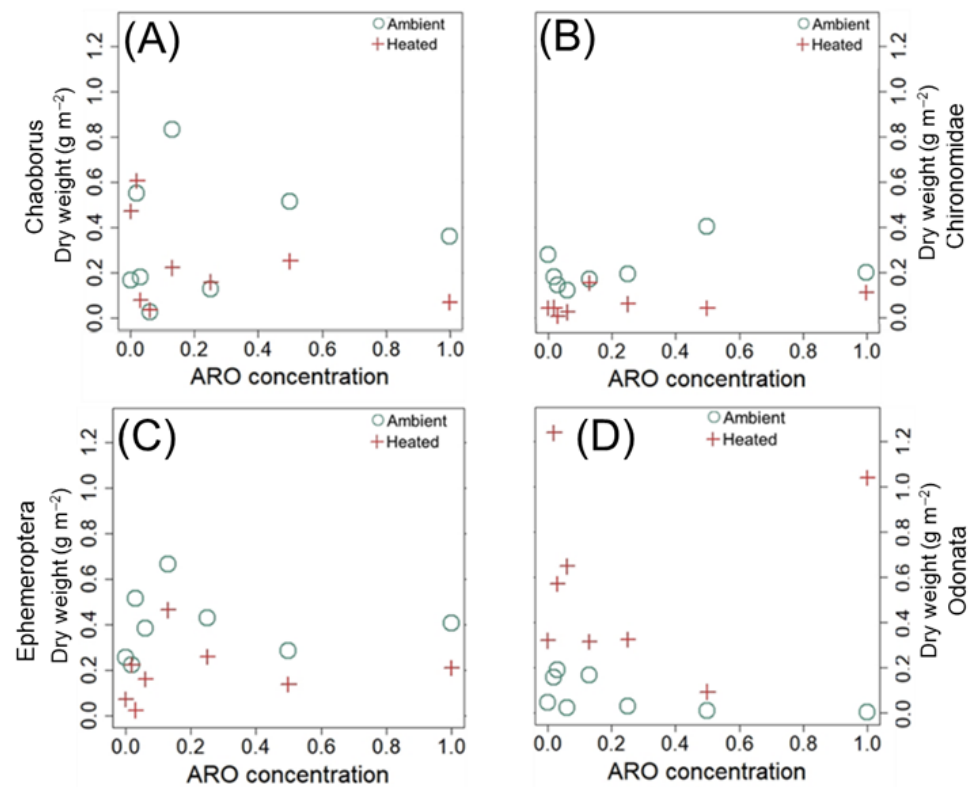 (A)
Ambient
Heated
1.2
1.0
0.8
0.6
0.4
0.2
0.0
Chaoborus
Dry weight (g m⁻²)
0.0 0.2 0.4 0.6 0.8 1.0
ARO concentration
(B)
Ambient
Heated
1.2
1.0
0.8
0.6
0.4
0.2
0.0
Dry weight (g m⁻²)
Chironomidae
0.0 0.2 0.4 0.6 0.8 1.0
ARO concentration
(C)
Ambient
Heated
1.2
1.0
0.8
0.6
0.4
0.2
0.0
Ephemeroptera
Dry weight (g m⁻²)
0.0 0.2 0.4 0.6 0.8 1.0
ARO concentration
(D)
Ambient
Heated
1.2
1.0
0.8
0.6
0.4
0.2
0.0
Dry weight (g m⁻²)
Odonata
0.0 0.2 0.4 0.6 0.8 1.0
ARO concentration